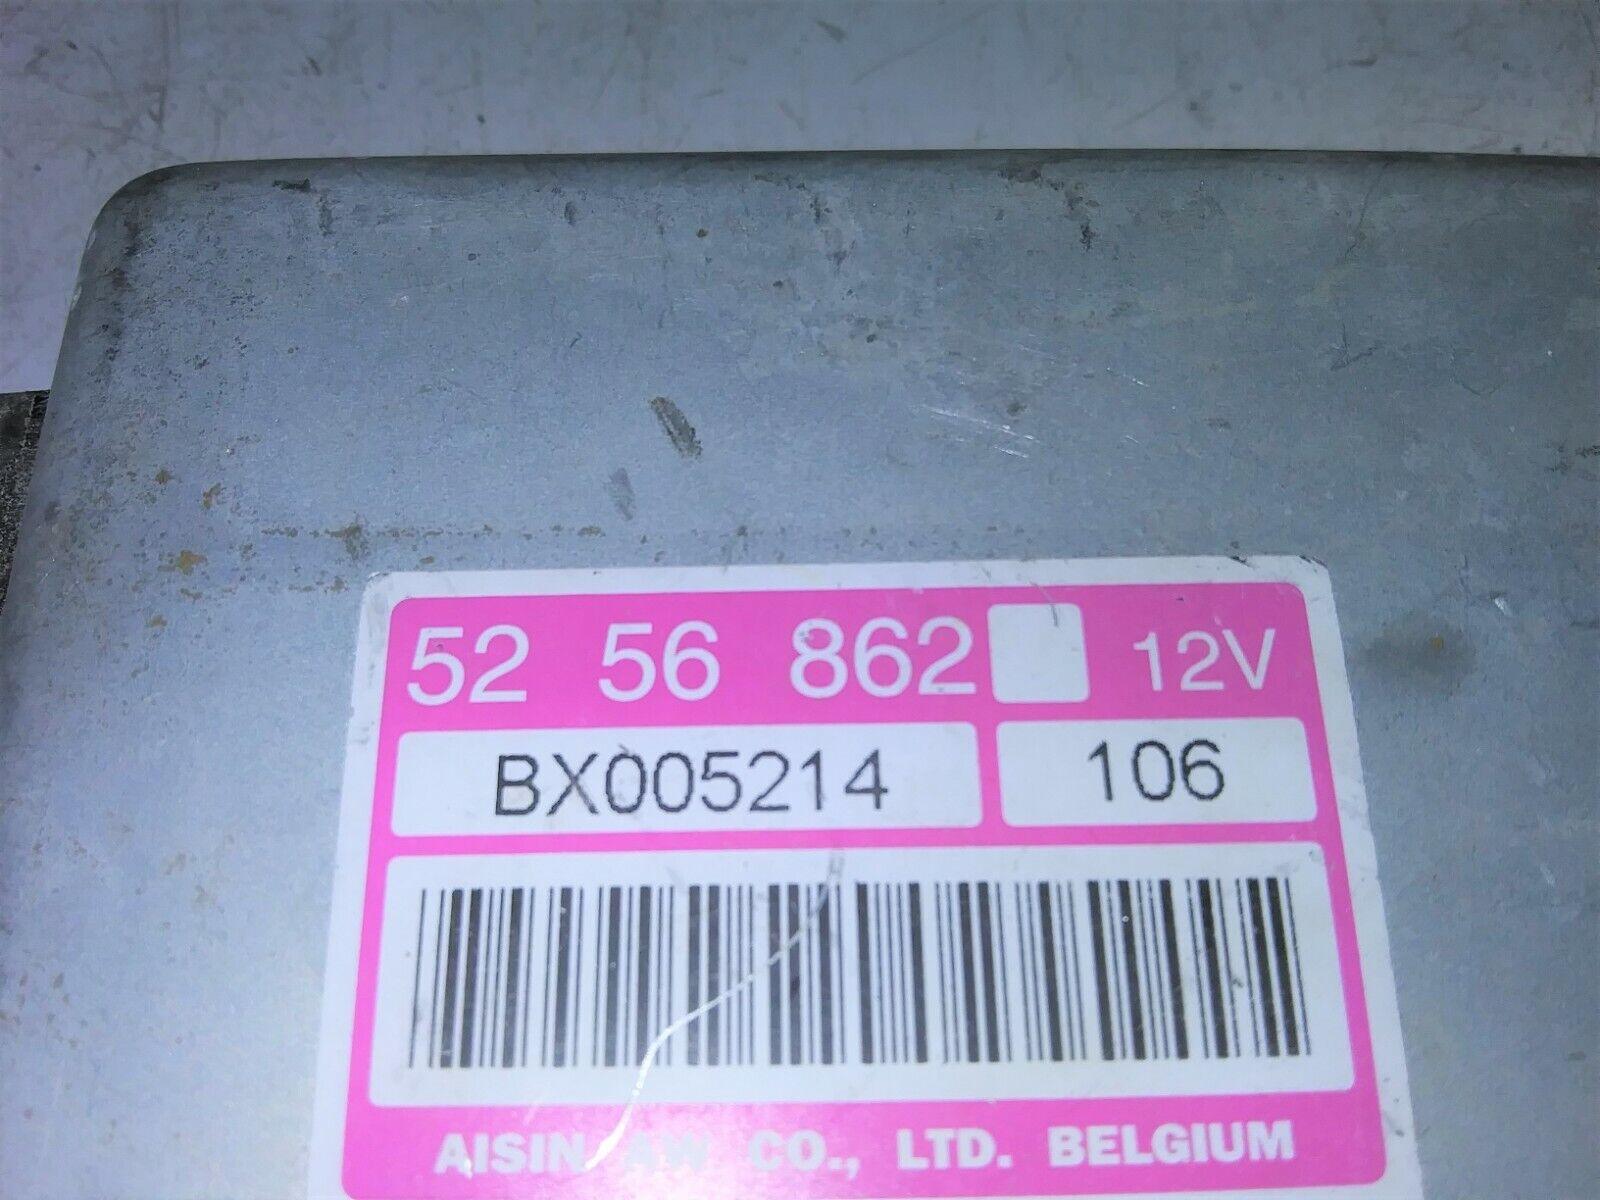 52 56 862 12V
BX005214 106
AISIN AW CO., LTD. BELGIUM